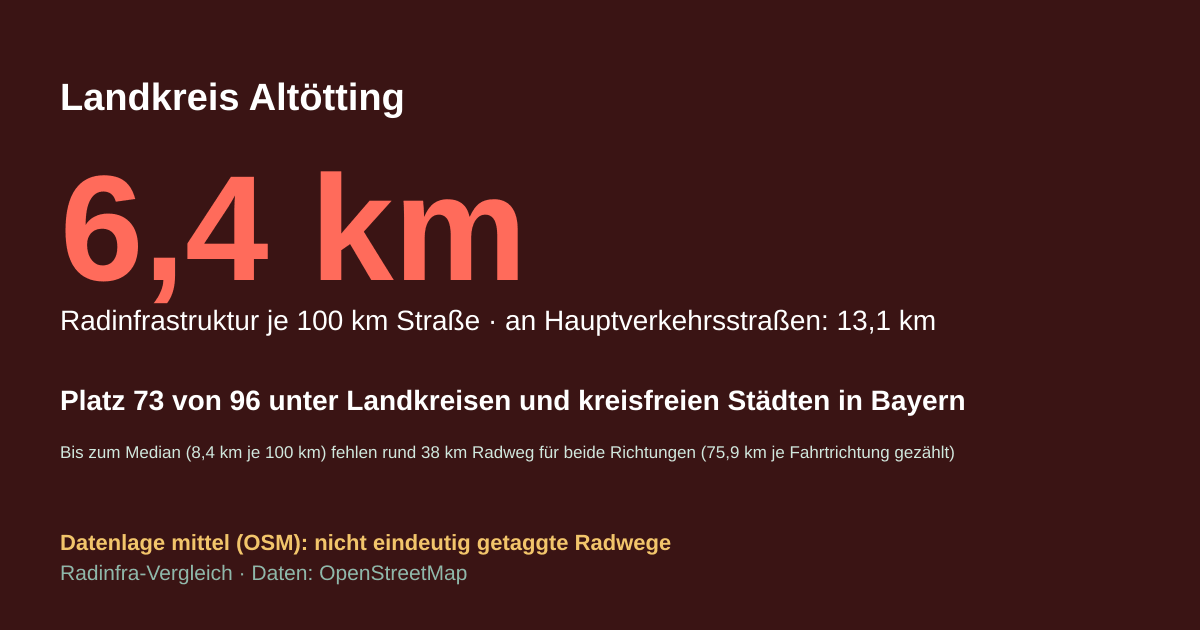 Landkreis Altötting
6,4 km
Radinfrastruktur je 100 km Straße · an Hauptverkehrsstraßen: 13,1 km
Platz 73 von 96 unter Landkreisen und kreisfreien Städten in Bayern
Bis zum Median (8,4 km je 100 km) fehlen rund 38 km Radweg für beide Richtungen (75,9 km je Fahrtrichtung gezählt)
Datenlage mittel (OSM): nicht eindeutig getaggte Radwege
Radinfra-Vergleich · Daten: OpenStreetMap